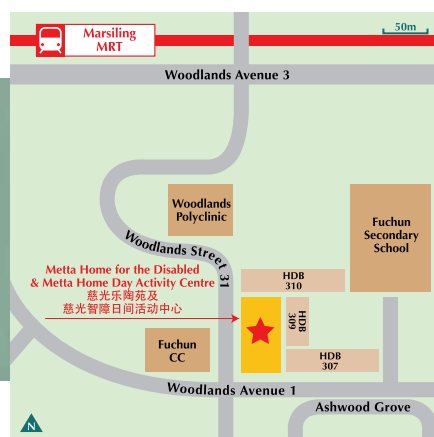 Marsiling
MRT
50m
Woodlands Avenue 3
Woodlands
Polyclinic
Fuchun
Secondary
School
Woodlands Street 31
Metta Home for the Disabled
& Metta Home Day Activity Centre
慈光乐陶苑及
慈光智障日间活动中心
HDB
310
HDB
309
HDB
307
Fuchun
CC
Woodlands Avenue 1
Ashwood Grove
N